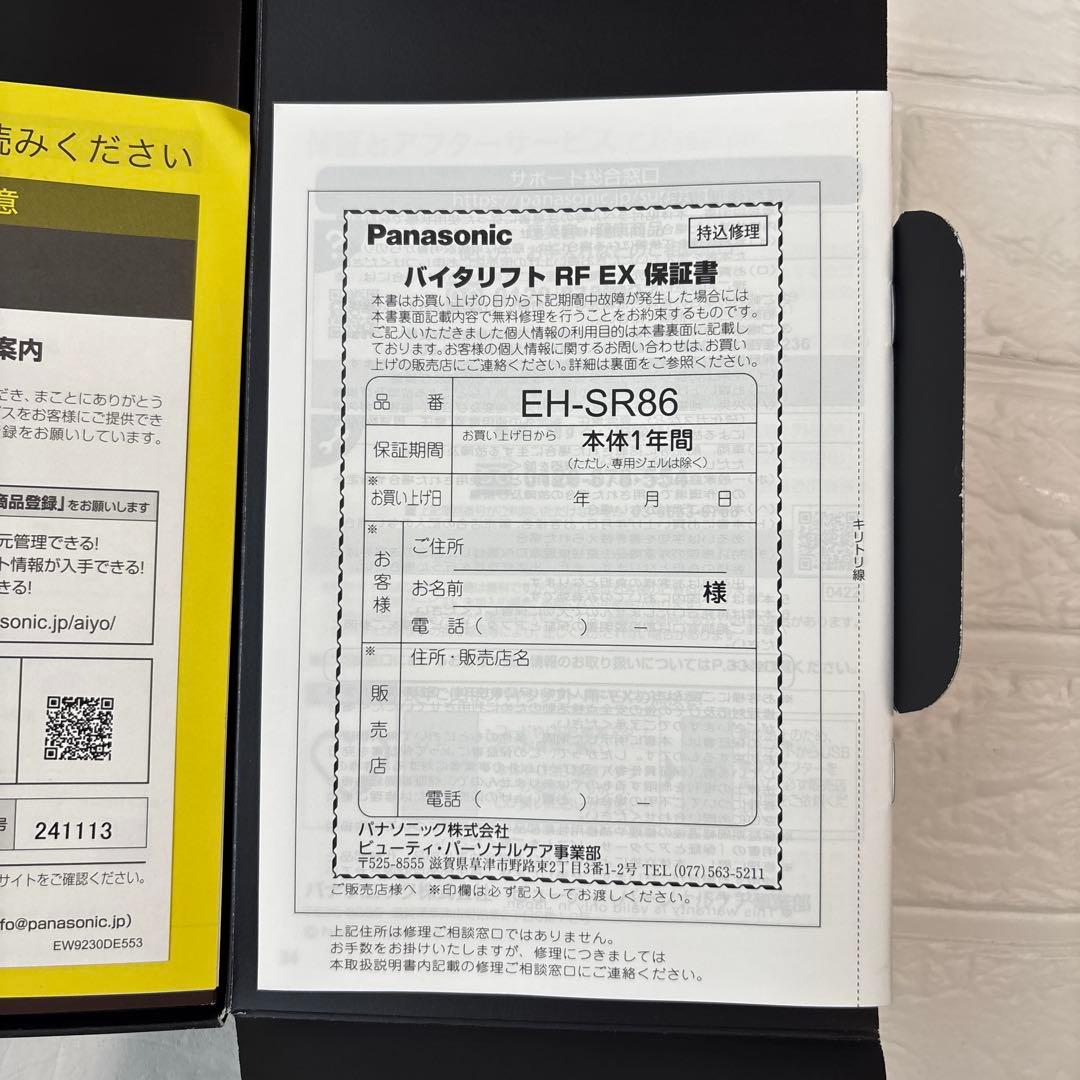 読みください
意
案内
だき、まことにありがとう
ビスをお客様にご提供でき
登録をお願いしています。
商品登録』をお願いします
元管理できる!
ト情報が入手できる!
きる!
sonic.jp/aiyo/
号
241113
サイトをご確認ください。
fo@panasonic.jp)
EW9230DE553
サポート総合窓口
Panasonic
持込修理
バイタリフト RF EX 保証書
本書はお買い上げの日から下記期間中故障が発生した場合には
本書裏面記載内容で無料修理を行うことをお約束するものです。
ご記入いただきました個人情報の利用目的は本書裏面に記載し
ております。お客様の個人情報に関するお問い合わせは、お買い
上げの販売店にご連絡ください。詳細は裏面をご参照ください。
品番
EH-SR86
保証期間
お買い上げ日から 本体1年間
(ただし、専用ジェルは除く)
※
お買い上げ日
年 月 日
※
お客様
ご住所
お名前 様
電話( ) −
※
販売店
住所・販売店名
電話( ) −
パナソニック株式会社
ビューティ・パーソナルケア事業部
〒525-8555 滋賀県草津市野路東2丁目3番1-2号 TEL(077)563-5211
ご販売店様へ ※印欄は必ず記入してお渡しください。
上記住所は修理ご相談窓口ではありません。
お手数をお掛けいたしますが、修理につきましては
本取扱説明書内記載の修理ご相談窓口にご連絡ください。
キリトリ線